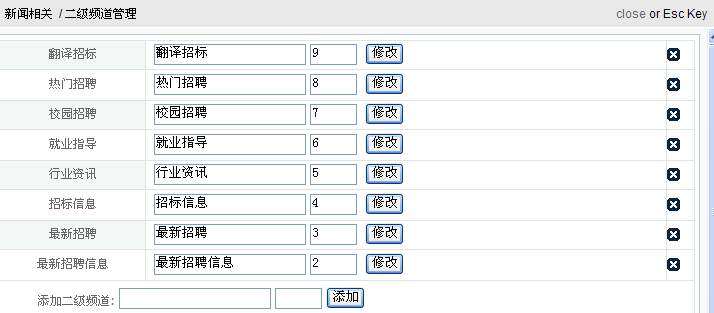 新闻相关 / 二级频道管理 close or Esc Key
翻译招标 翻译招标 9 修改
热门招聘 热门招聘 8 修改
校园招聘 校园招聘 7 修改
就业指导 就业指导 6 修改
行业资讯 行业资讯 5 修改
招标信息 招标信息 4 修改
最新招聘 最新招聘 3 修改
最新招聘信息 最新招聘信息 2 修改
添加二级频道: 添加